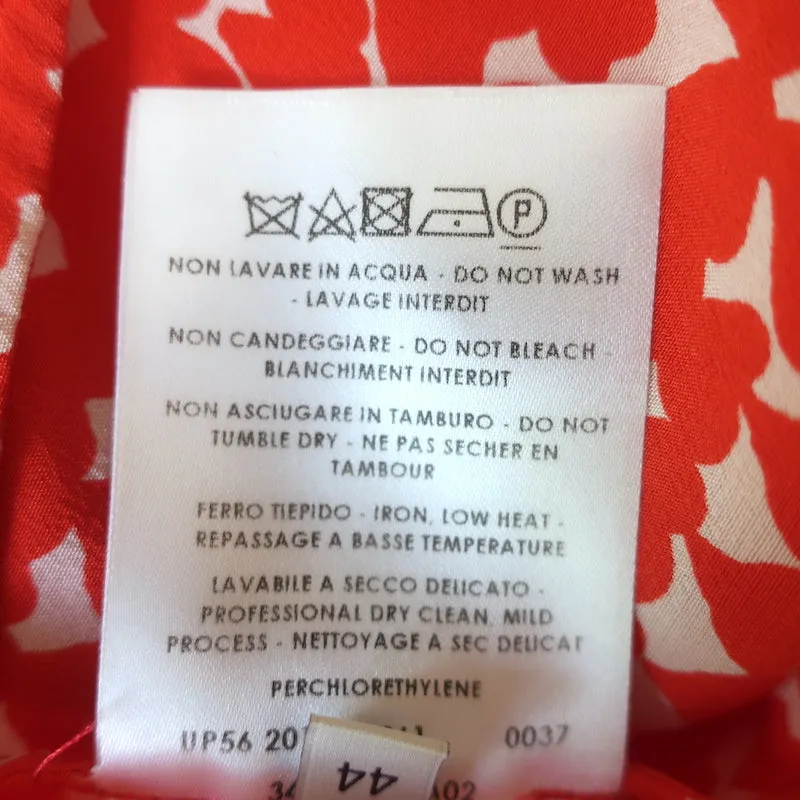 P
NON LAVARE IN ACQUA - DO NOT WASH
- LAVAGE INTERDIT
NON CANDEGGIARE - DO NOT BLEACH -
BLANCHIMENT INTERDIT
NON ASCIUGARE IN TAMBURO - DO NOT
TUMBLE DRY - NE PAS SECHER EN
TAMBOUR
FERRO TIEPIDO - IRON, LOW HEAT -
REPASSAGE A BASSE TEMPERATURE
LAVABILE A SECCO DELICATO -
PROFESSIONAL DRY CLEAN, MILD
PROCESS - NETTOYAGE A SEC DELICAT
PERCHLORETHYLENE
UP56 0037
44